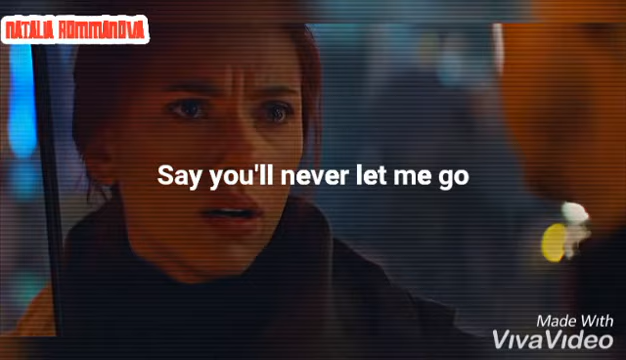 NATALIA ROMMANOVA
Say you'll never let me go
Made With
VivaVideo